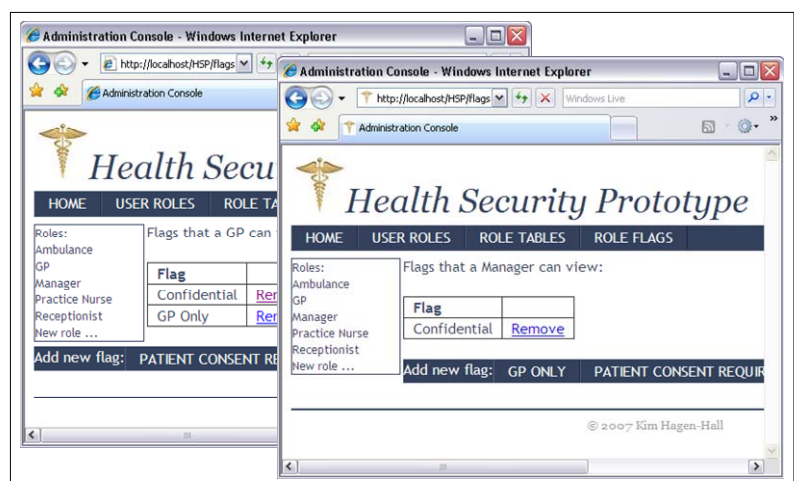 Administration Console - Windows Internet Explorer
http://localhost/HSP/flags
Administration Console
Health Secu
HOME USER ROLES ROLE TA
Roles:
Ambulance
GP
Manager
Practice Nurse
Receptionist
New role ...
Flags that a GP can
Flag
Confidential Rem
GP Only Rem
Add new flag: PATIENT CONSENT RE
Administration Console - Windows Internet Explorer
http://localhost/HSP/flags
Windows Live
Administration Console
Health Security Prototype
HOME USER ROLES ROLE TABLES ROLE FLAGS
Roles:
Ambulance
GP
Manager
Practice Nurse
Receptionist
New role ...
Flags that a Manager can view:
Flag
Confidential Remove
Add new flag: GP ONLY PATIENT CONSENT REQUIR
© 2007 Kim Hagen-Hall